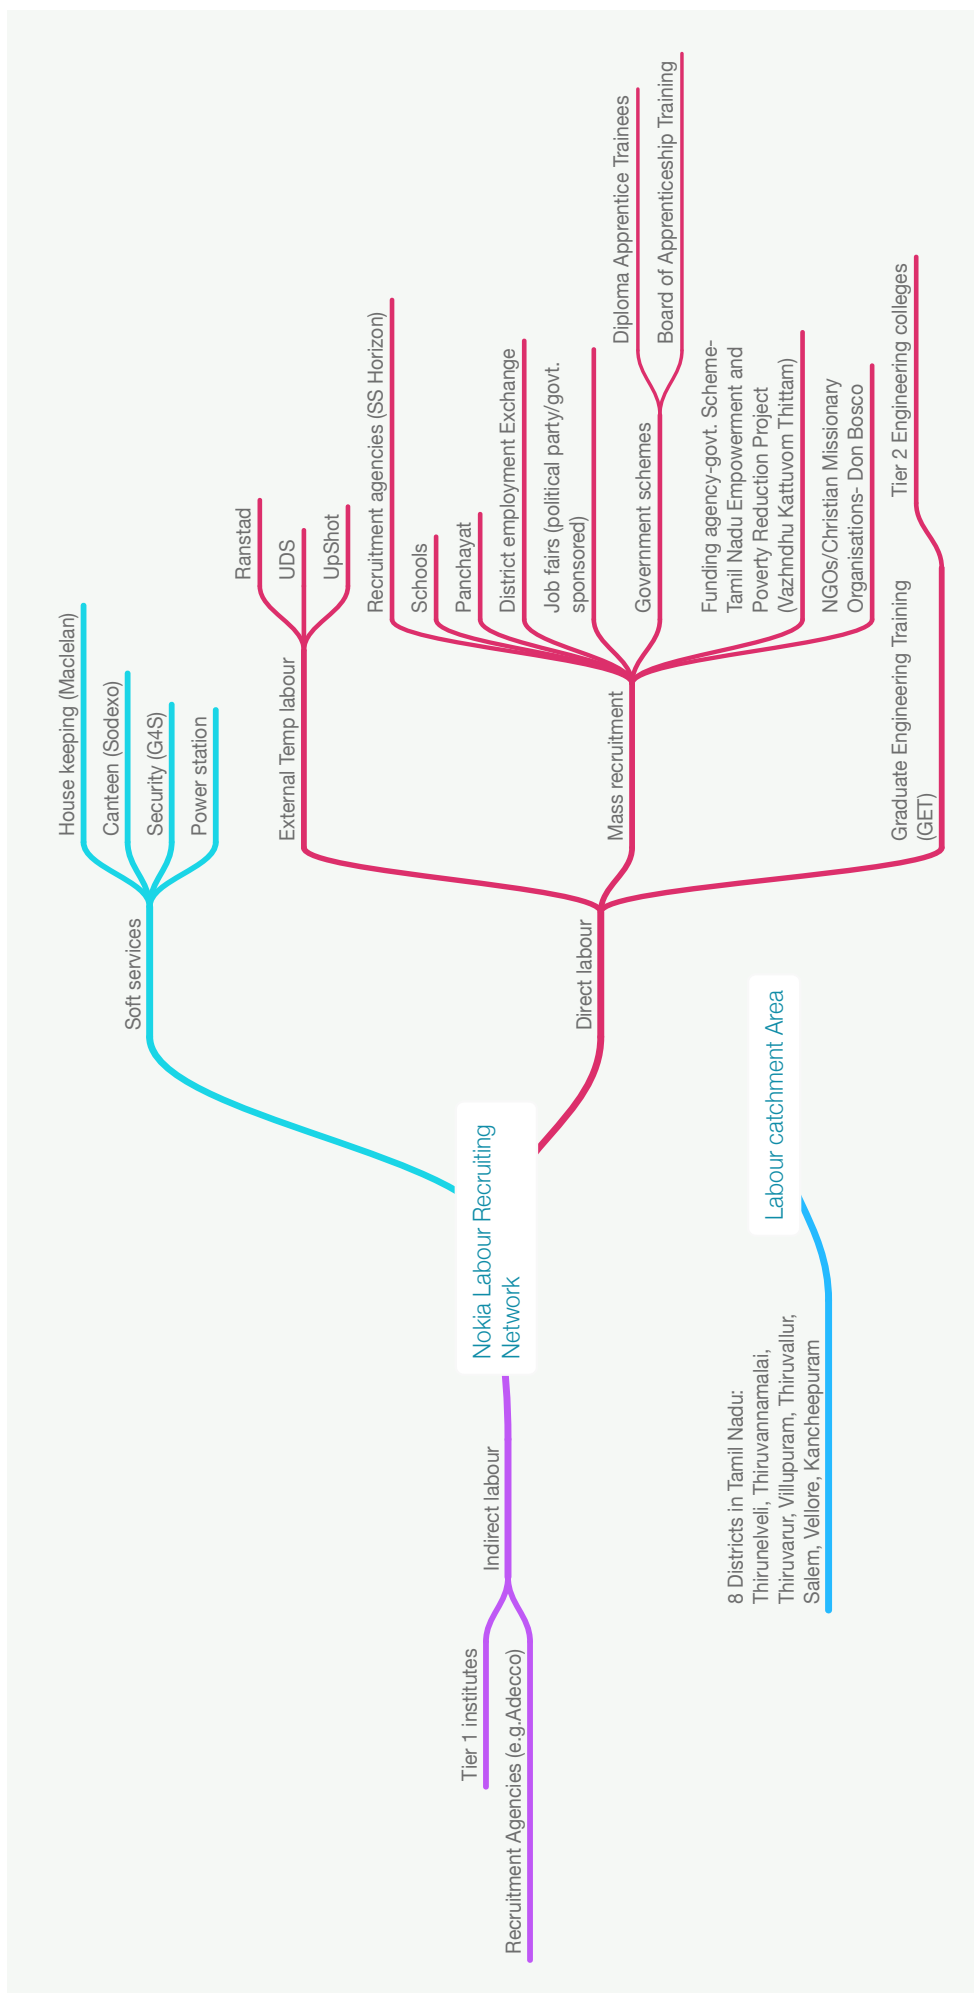 Nokia Labour Recruiting
Network
Soft services
House keeping (Maclelan)
Canteen (Sodexo)
Security (G4S)
Power station
Direct labour
External Temp labour
Ranstad
UDS
UpShot
Mass recruitment
Recruitment agencies (SS Horizon)
Schools
Panchayat
District employment Exchange
Job fairs (political party/govt.
sponsored)
Government schemes
Diploma Apprentice Trainees
Board of Apprenticeship Training
Funding agency-govt. Scheme-
Tamil Nadu Empowerment and
Poverty Reduction Project
(Vazhndhu Kattuvom Thittam)
NGOs/Christian Missionary
Organisations- Don Bosco
Graduate Engineering Training
(GET)
Tier 2 Engineering colleges
Indirect labour
Tier 1 institutes
Recruitment Agencies (e.g.Adecco)
Labour catchment Area
8 Districts in Tamil Nadu:
Thirunelveli, Thiruvannamalai,
Thiruvarur, Villupuram, Thiruvallur,
Salem, Vellore, Kancheepuram